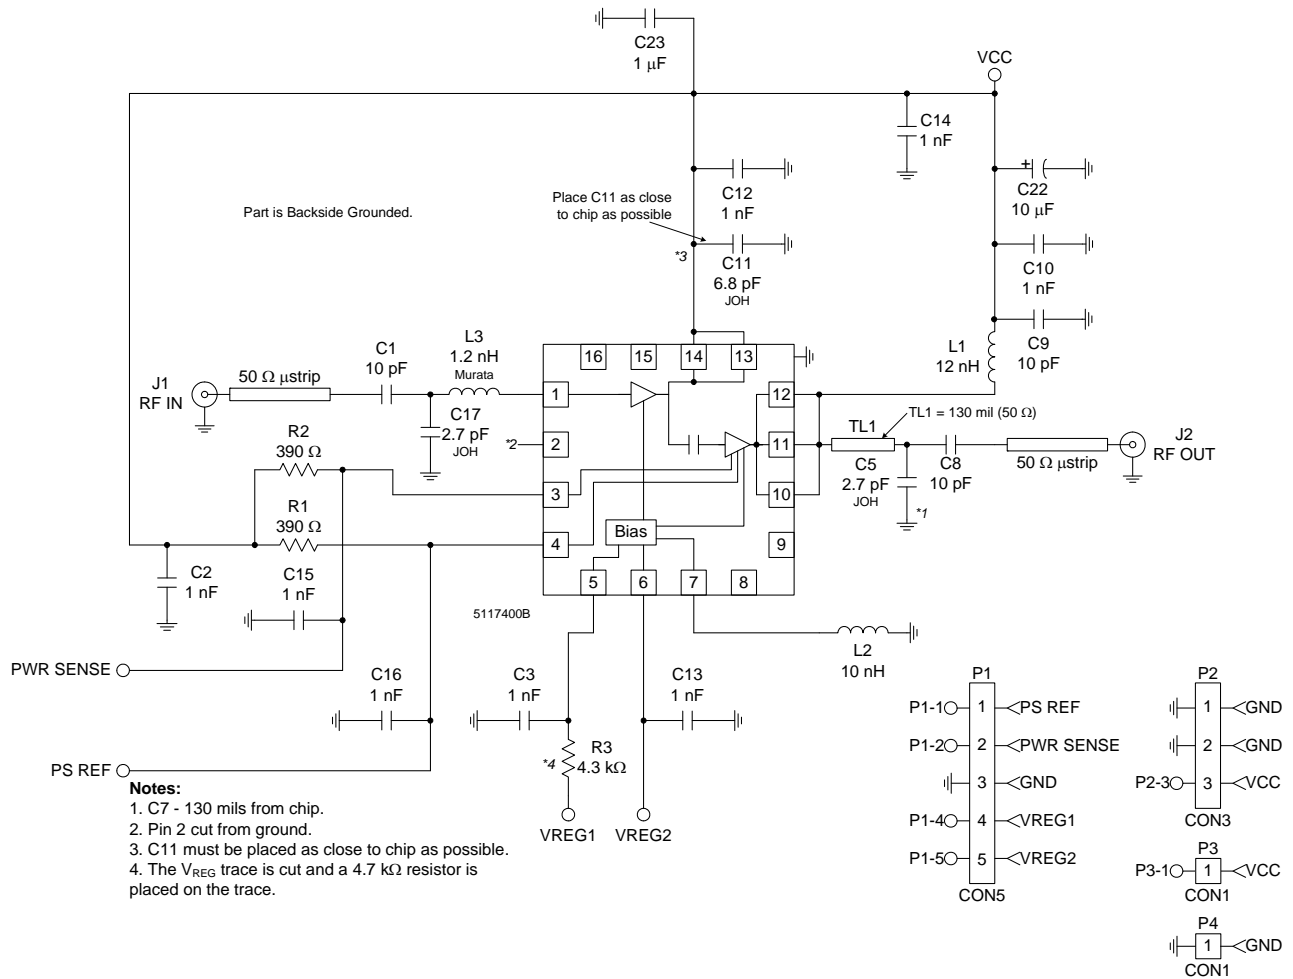 C23
1 µF
VCC
C14
1 nF
+
C22
10 µF
C12
1 nF
Place C11 as close
to chip as possible
Part is Backside Grounded.
*3
C11
6.8 pF
JOH
C10
1 nF
C9
10 pF
L1
12 nH
L3
1.2 nH
Murata
C1
10 pF
J1
RF IN
50 Ω µstrip
C17
2.7 pF
JOH
16
15
14
13
1
2
3
4
5
6
7
8
9
10
11
12
Bias
*2
TL1 = 130 mil (50 Ω)
TL1
C5
2.7 pF
JOH
*1
C8
10 pF
50 Ω µstrip
J2
RF OUT
R2
390 Ω
R1
390 Ω
C2
1 nF
C15
1 nF
5117400B
PWR SENSE
C16
1 nF
PS REF
C3
1 nF
C13
1 nF
L2
10 nH
*4
R3
4.3 kΩ
VREG1
VREG2
Notes:
1. C7 - 130 mils from chip.
2. Pin 2 cut from ground.
3. C11 must be placed as close to chip as possible.
4. The VREG trace is cut and a 4.7 kΩ resistor is
placed on the trace.
P1
P1-1 1 PS REF
P1-2 2 PWR SENSE
3 GND
P1-4 4 VREG1
P1-5 5 VREG2
CON5
P2
1 GND
2 GND
P2-3 3 VCC
CON3
P3
P3-1 1 VCC
CON1
P4
1 GND
CON1